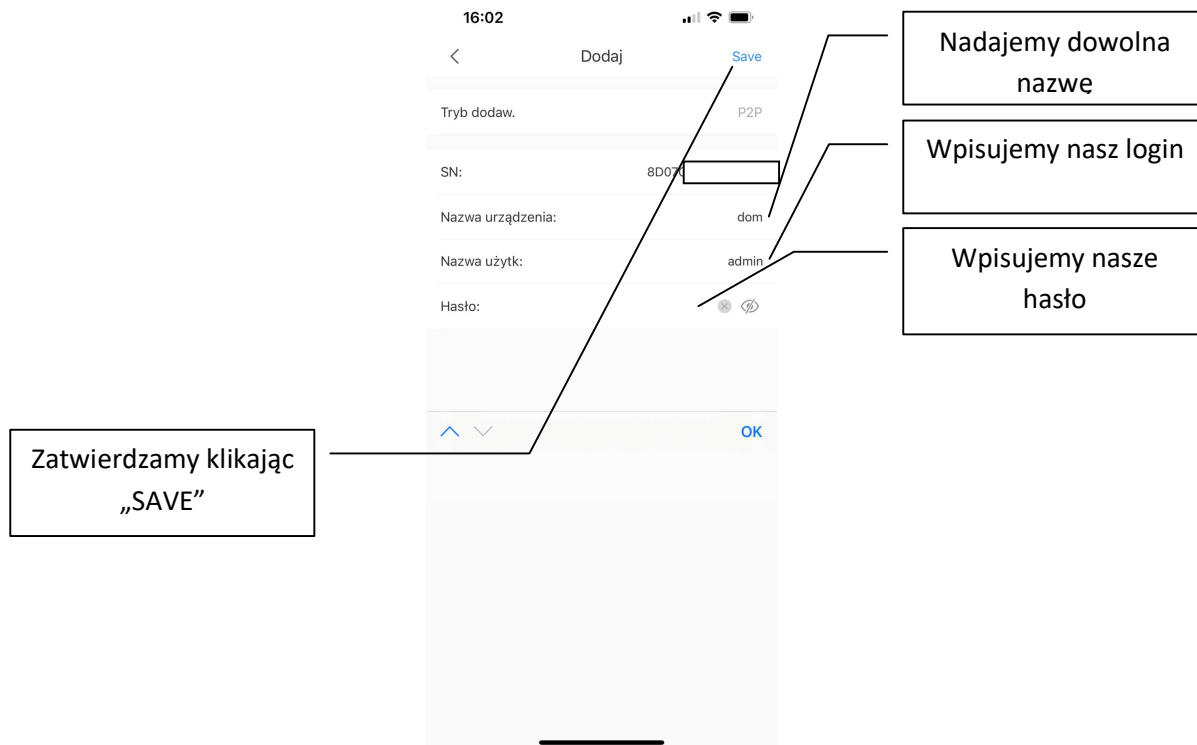 16:02
Dodaj
Save
Tryb dodaw.
P2P
SN:
8D070
Nazwa urządzenia:
dom
Nazwa użytk:
admin
Hasło:
OK
Nadajemy dowolna
nazwę
Wpisujemy nasz login
Wpisujemy nasze
hasło
Zatwierdzamy klikając
„SAVE”